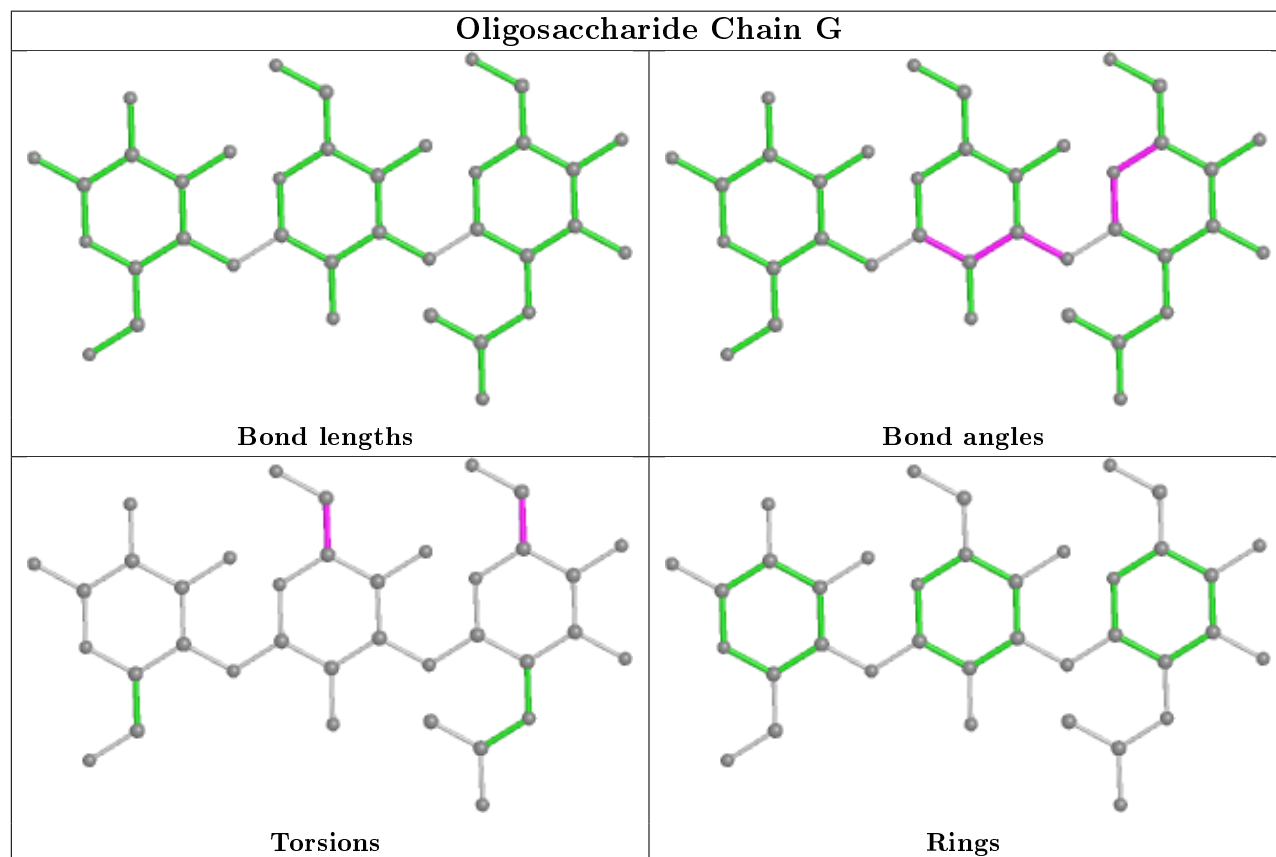 Oligosaccharide Chain G
Bond lengths
Bond angles
Torsions
Rings